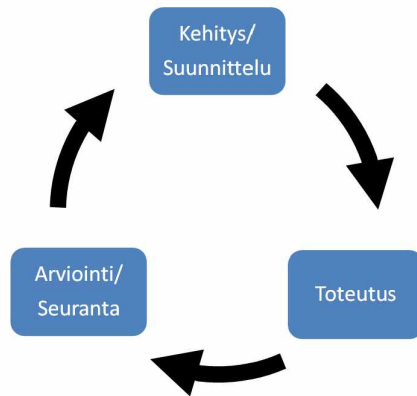 Kehitys/
Suunnittelu
Toteutus
Arviointi/
Seuranta